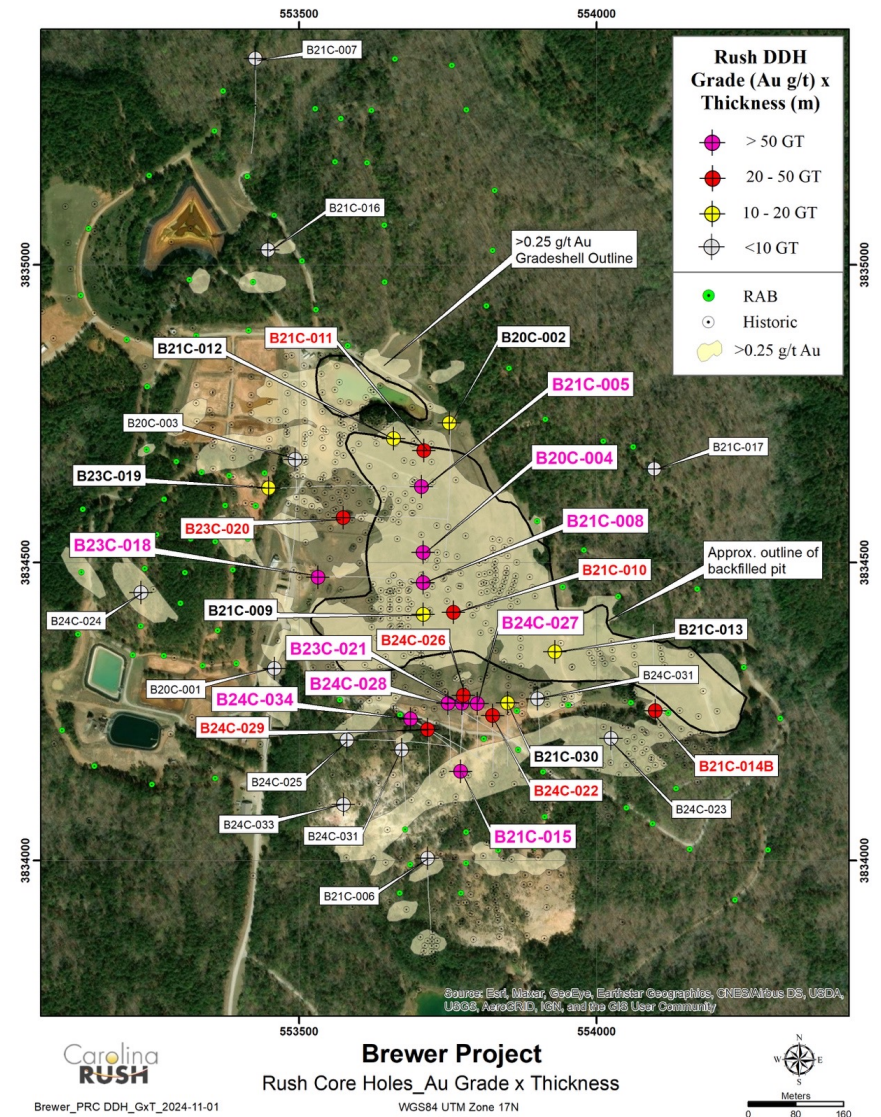 553500
554000
B21C-007
Rush DDH
Grade (Au g/t) x
Thickness (m)
> 50 GT
20 - 50 GT
10 - 20 GT
<10 GT
RAB
Historic
>0.25 g/t Au
B21C-016
>0.25 g/t Au
Gradeshell Outline
3835000
3835000
B21C-011
B20C-002
B21C-012
B21C-005
B20C-003
B21C-017
B20C-004
B23C-019
B21C-008
B23C-020
B23C-018
Approx. outline of
backfilled pit
3834500
3834500
B21C-010
B21C-009
B24C-027
B24C-024
B24C-026
B21C-013
B23C-021
B24C-031
B24C-028
B20C-001
B24C-034
B24C-029
B21C-030
B21C-014B
B24C-025
B24C-022
B24C-023
B24C-033
B24C-031
B21C-015
3834000
3834000
B21C-006
Source: Esri, Maxar, GeoEye, Earthstar Geographics, CNES/Airbus DS, USDA,
USGS, AeroGRID, IGN, and the GIS User Community
553500
554000
Carolina
RUSH
Brewer Project
Rush Core Holes_Au Grade x Thickness
Brewer_PRC DDH_GxT_2024-11-01
WGS84 UTM Zone 17N
N
W
E
S
Meters
0 80 160